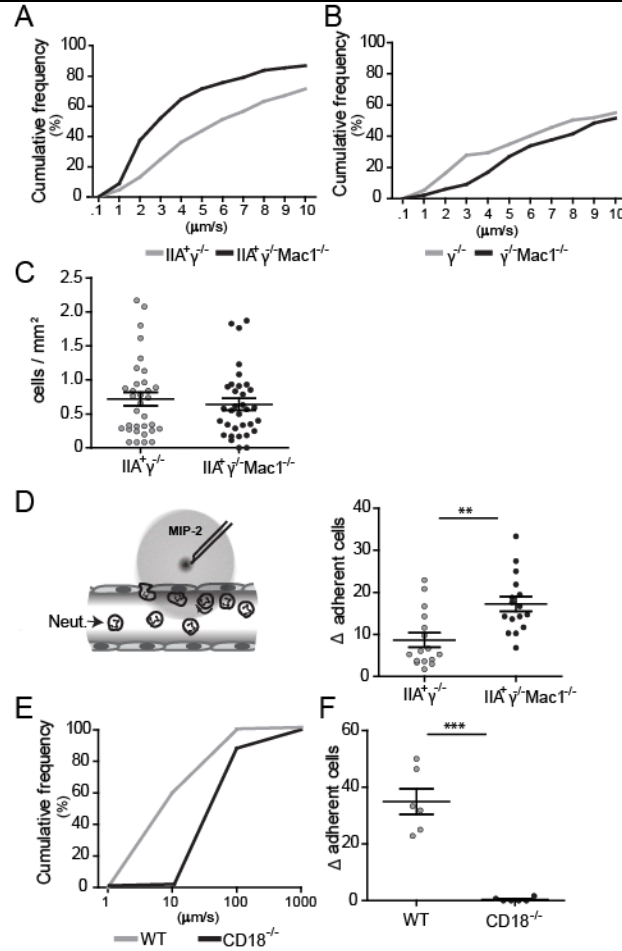 A
Cumulative frequency
(%)
100
80
60
40
20
0
.1 1 2 3 4 5 6 7 8 9 10
(μm/s)
IIA⁺γ⁻/⁻ IIA⁺γ⁻/⁻Mac1⁻/⁻
B
Cumulative frequency
(%)
100
80
60
40
20
0
.1 1 2 3 4 5 6 7 8 9 10
(μm/s)
γ⁻/⁻ γ⁻/⁻Mac1⁻/⁻
C
cells / mm²
2.5
2.0
1.5
1.0
0.5
0
IIA⁺γ⁻/⁻ IIA⁺γ⁻/⁻Mac1⁻/⁻
D
MIP-2
Neut.
Δ adherent cells
40
30
20
10
0
**
IIA⁺γ⁻/⁻ IIA⁺γ⁻/⁻Mac1⁻/⁻
E
Cumulative frequency
(%)
100
80
60
40
20
0
1 10 100 1000
(μm/s)
WT CD18⁻/⁻
F
Δ adherent cells
60
40
20
0
***
WT CD18⁻/⁻